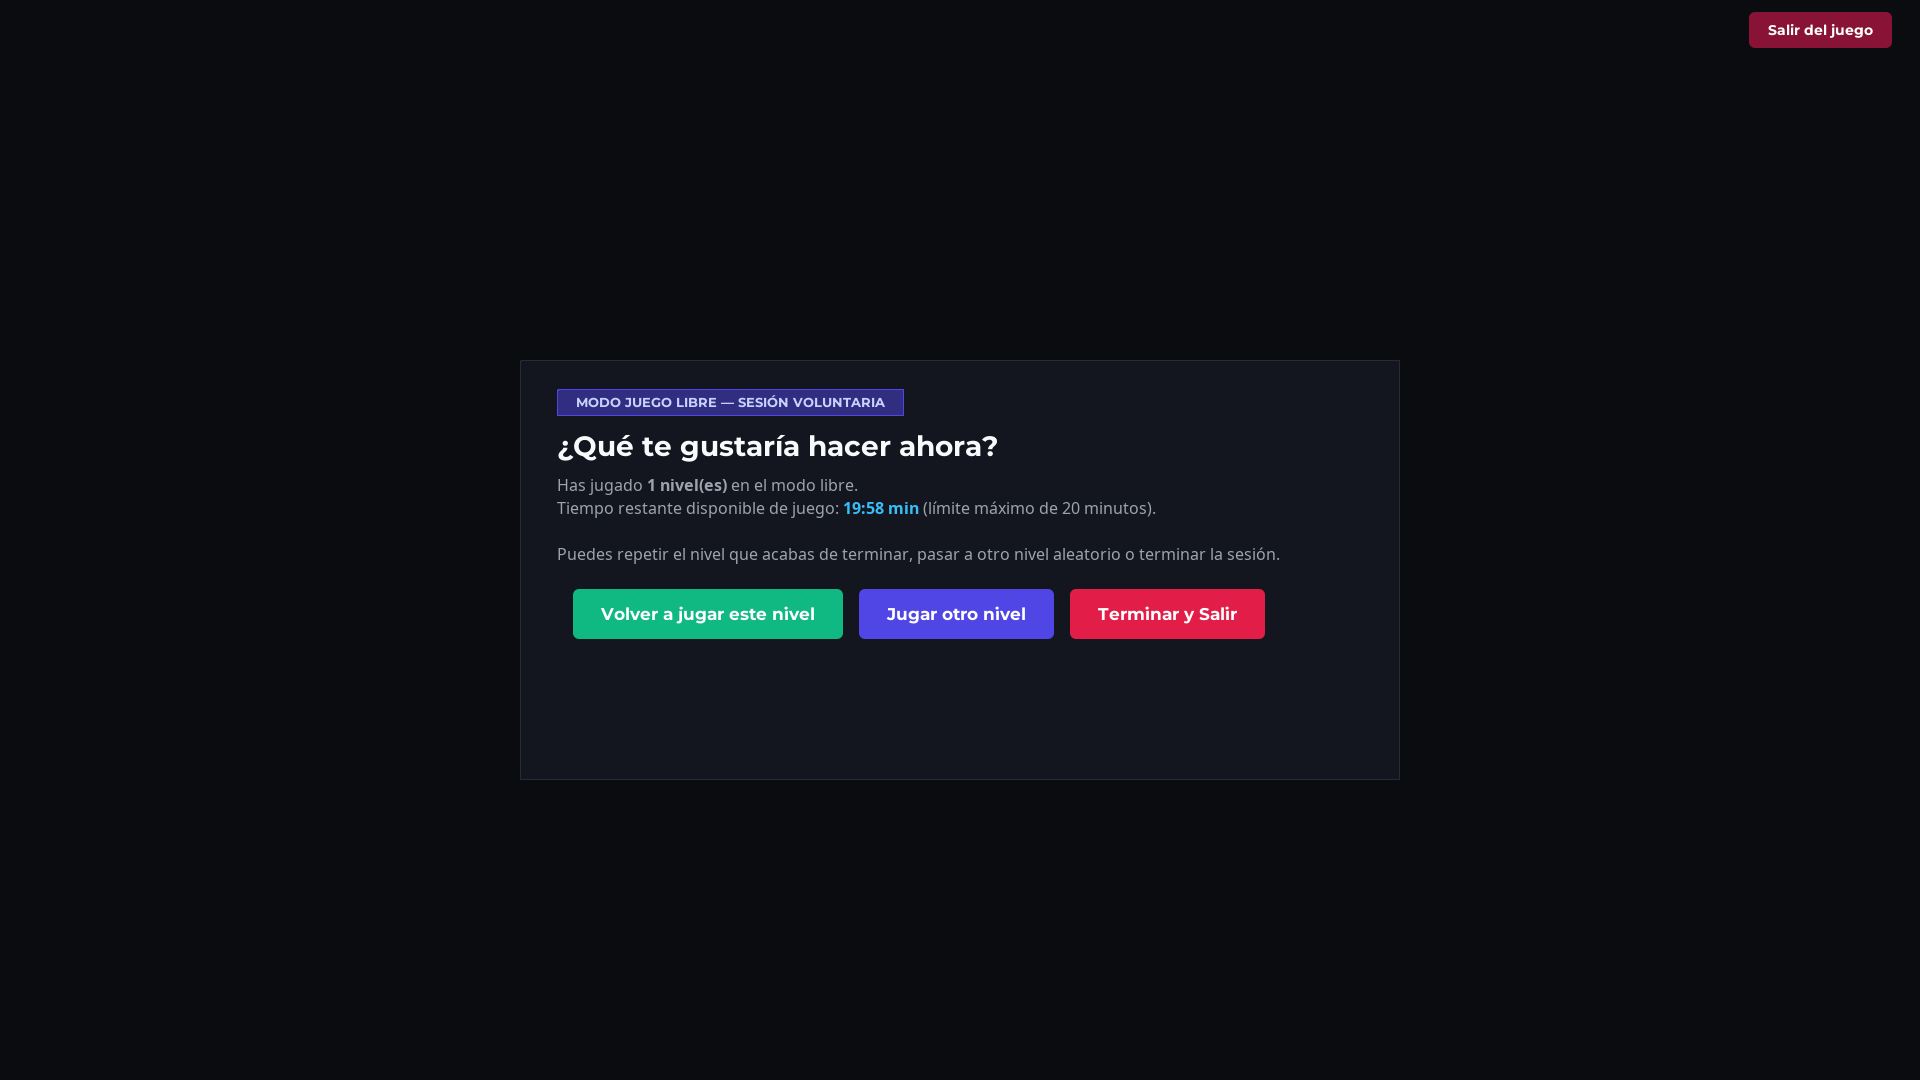 Salir del juego
MODO JUEGO LIBRE — SESIÓN VOLUNTARIA
¿Qué te gustaría hacer ahora?
Has jugado 1 nivel(es) en el modo libre.
Tiempo restante disponible de juego: 19:58 min (límite máximo de 20 minutos).
Puedes repetir el nivel que acabas de terminar, pasar a otro nivel aleatorio o terminar la sesión.
Volver a jugar este nivel
Jugar otro nivel
Terminar y Salir